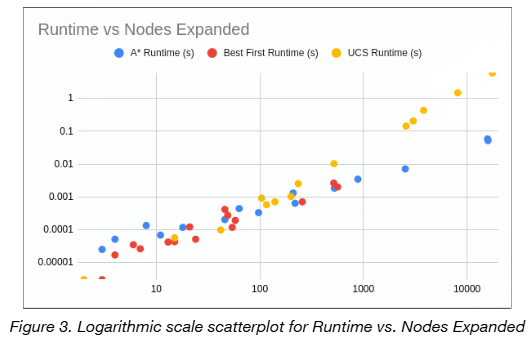 Runtime vs Nodes Expanded
A* Runtime (s) Best First Runtime (s) UCS Runtime (s)
1
0.1
0.01
0.001
0.0001
0.00001
10 100 1000 10000
Figure 3. Logarithmic scale scatterplot for Runtime vs. Nodes Expanded